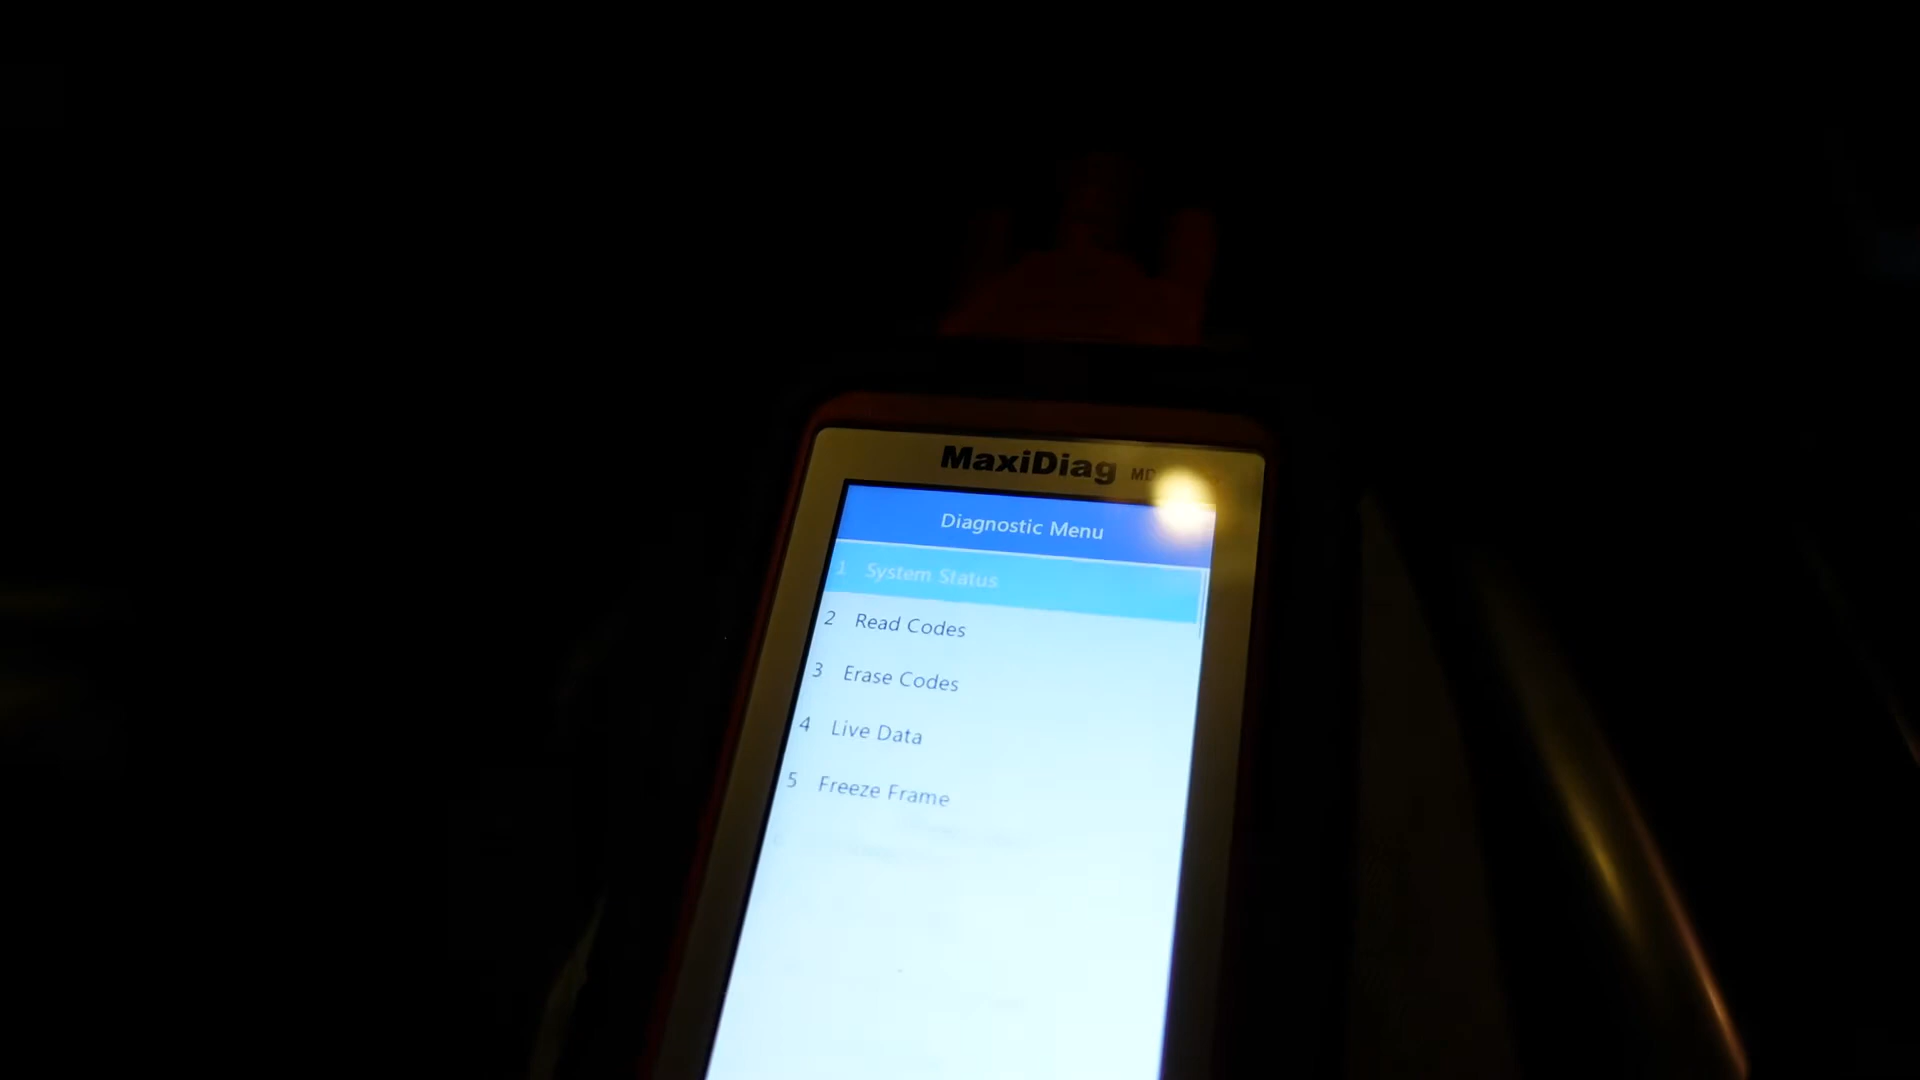 MaxiDiag
Diagnostic Menu
1 System Status
2 Read Codes
3 Erase Codes
4 Live Data
5 Freeze Frame